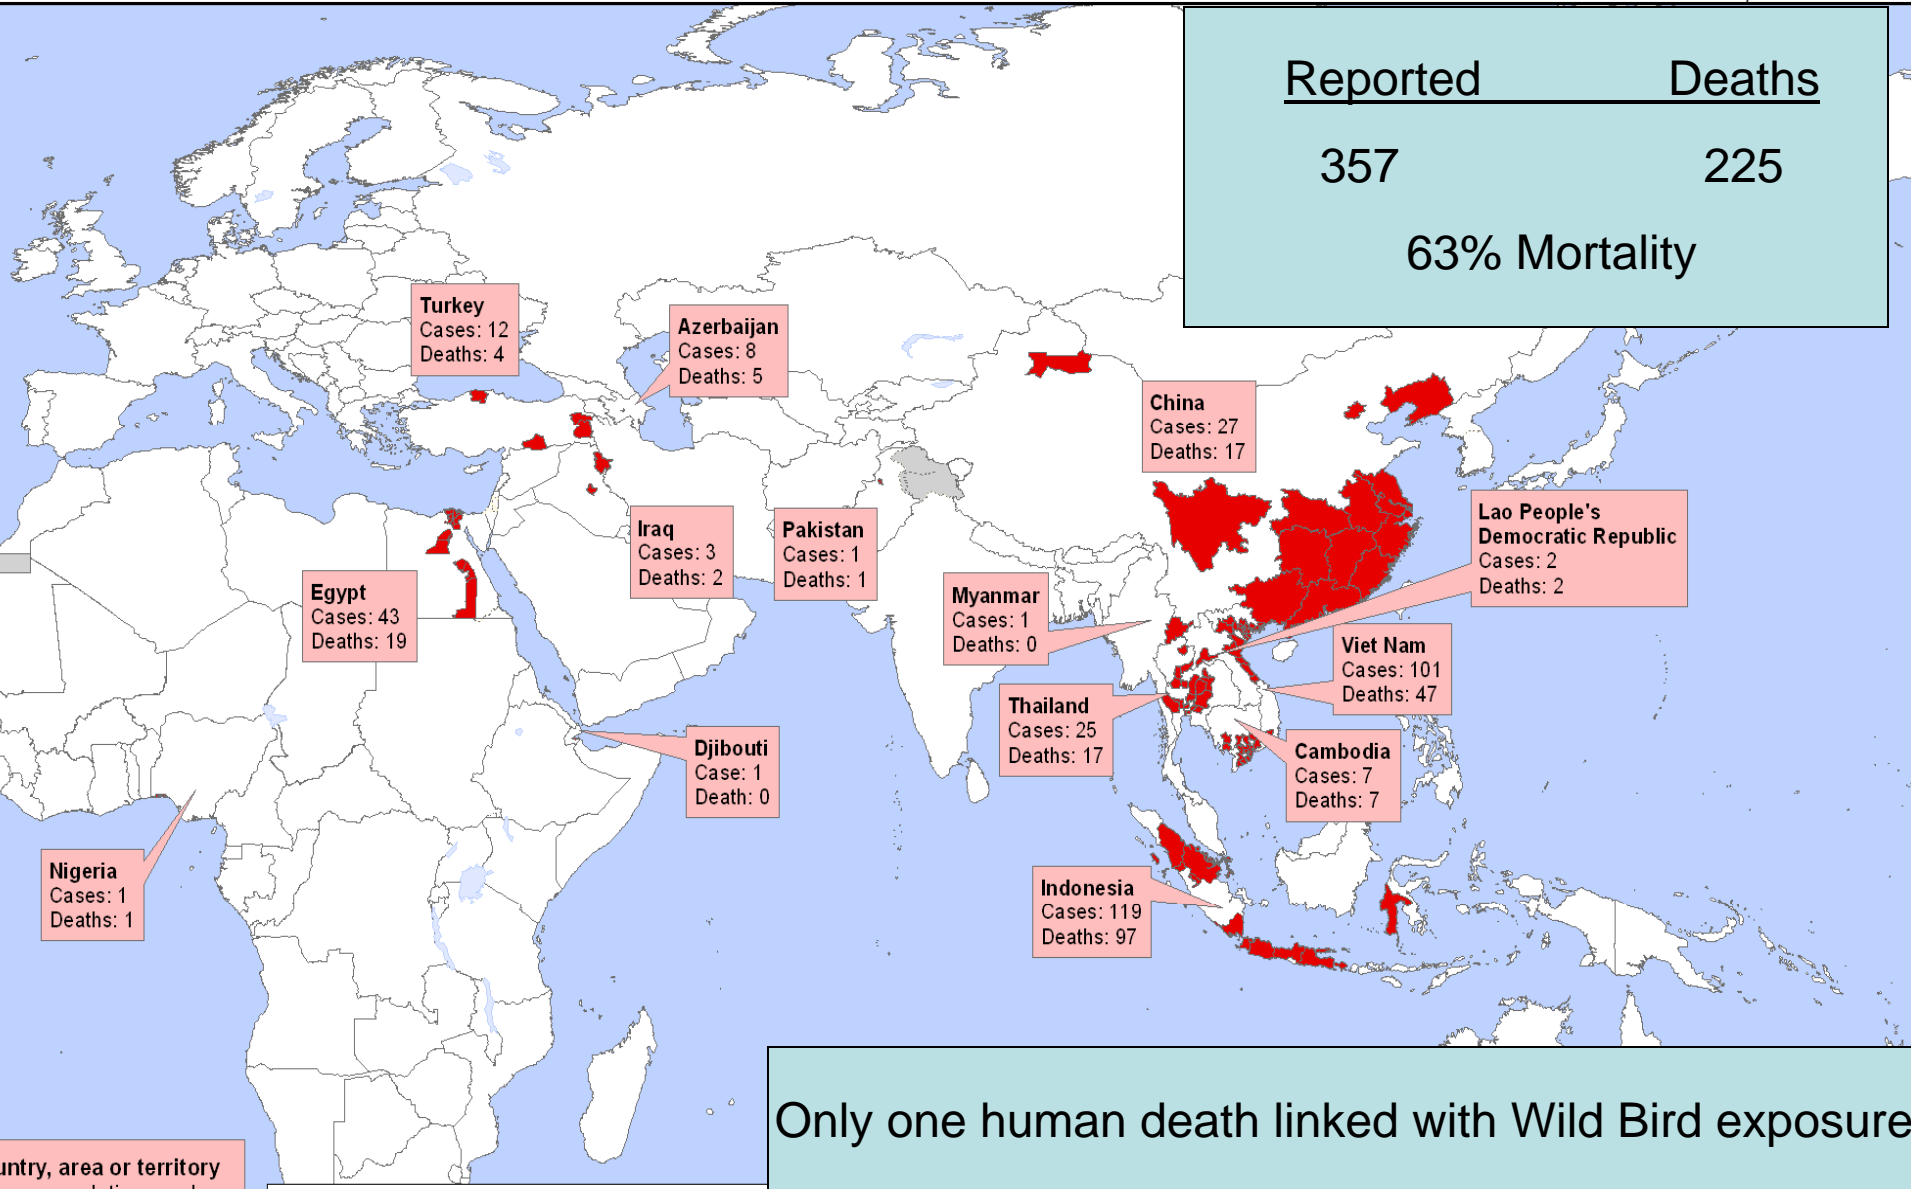 Reported Deaths
357 225
63% Mortality
Turkey
Cases: 12
Deaths: 4
Azerbaijan
Cases: 8
Deaths: 5
China
Cases: 27
Deaths: 17
Lao People's
Democratic Republic
Cases: 2
Deaths: 2
Iraq
Cases: 3
Deaths: 2
Pakistan
Cases: 1
Deaths: 1
Egypt
Cases: 43
Deaths: 19
Myanmar
Cases: 1
Deaths: 0
Viet Nam
Cases: 101
Deaths: 47
Thailand
Cases: 25
Deaths: 17
Djibouti
Case: 1
Death: 0
Cambodia
Cases: 7
Deaths: 7
Nigeria
Cases: 1
Deaths: 1
Indonesia
Cases: 119
Deaths: 97
Only one human death linked with Wild Bird exposure
untry, area or territory